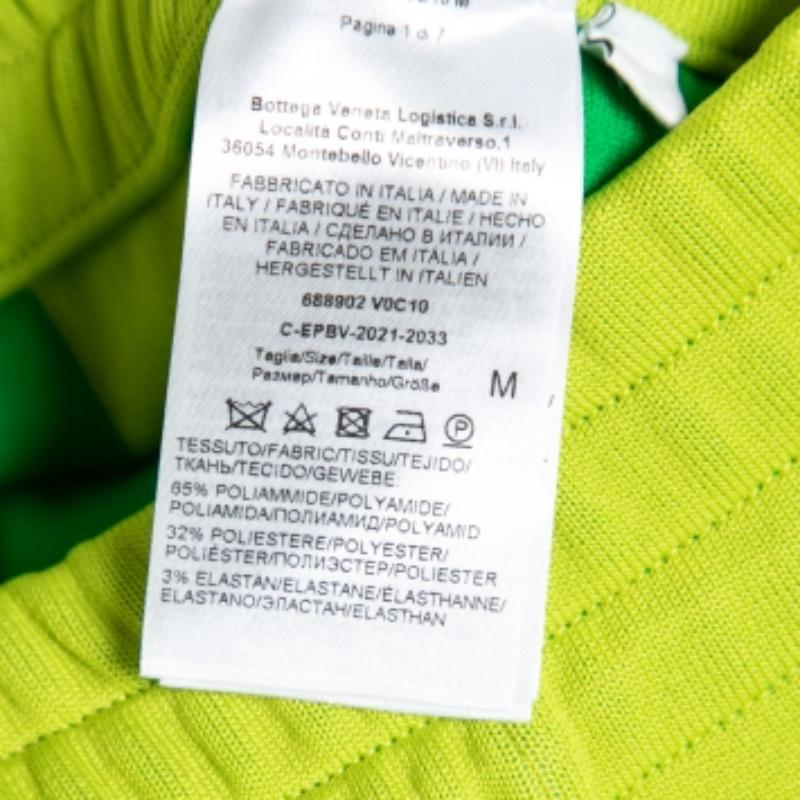 Pagina 1 di 7
Bottega Veneta Logistica S.r.l.
Località Conti Maltraverso,1
36054 Montebello Vicentino (VI) Italy
FABBRICATO IN ITALIA / MADE IN
ITALY / FABRIQUÉ EN ITALIE / HECHO
EN ITALIA / СДЕЛАНО В ИТАЛИИ /
FABRICADO EM ITÁLIA /
HERGESTELLT IN ITALIEN
688902 V0C10
C-EPBV-2021-2033
Taglia/Size/Taille/Talla/
Размер/Tamanho/Größe M
P
TESSUTO/FABRIC/TISSU/TEJIDO/
ТКАНЬ/TECIDO/GEWEBE:
65% POLIAMMIDE/POLYAMIDE/
POLIAMIDA/ПОЛИАМИД/POLYAMID
32% POLIESTERE/POLYESTER/
POLIÉSTER/ПОЛИЭСТЕР/POLIESTER
3% ELASTAN/ELASTANE/ÉLASTHANNE/
ELASTANO/ЭЛАСТАН/ELASTHAN